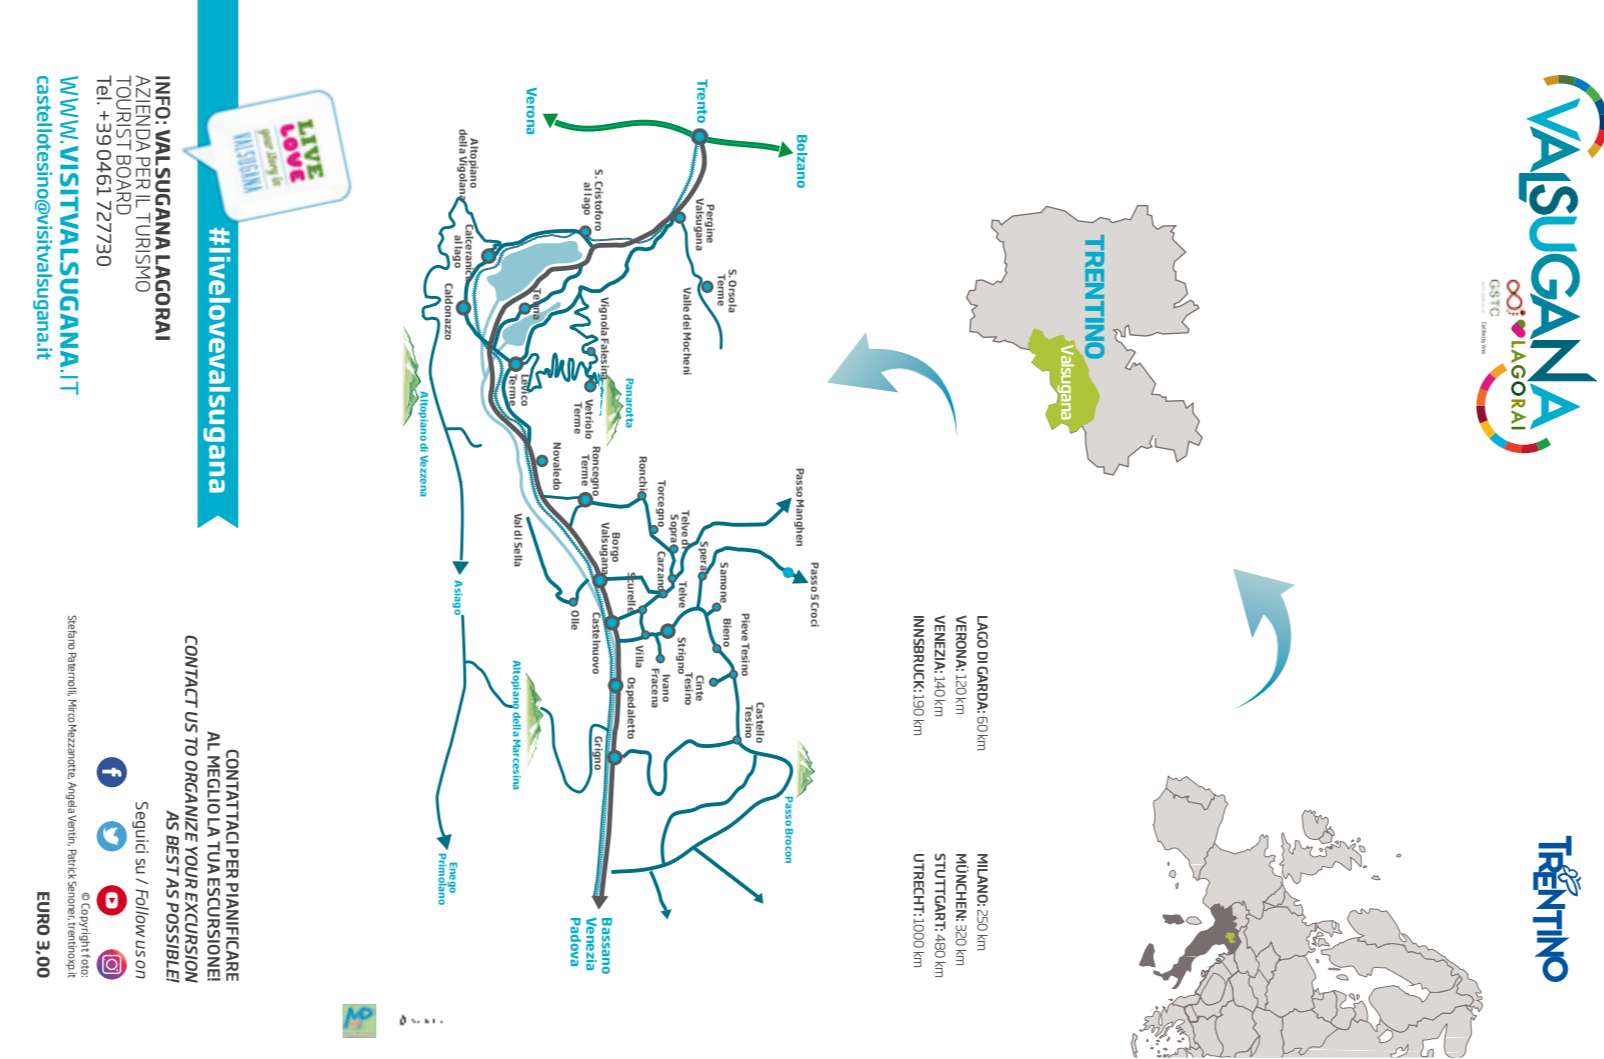 VALSUGANA
LAGORAI
GSTC
TRENTINO
TRENTINO
Valsugana
LAGO DI GARDA: 60 km
VERONA: 120 km
VENEZIA: 140 km
INNSBRUCK: 190 km
MILANO: 250 km
MÜNCHEN: 320 km
STUTTGART: 480 km
UTRECHT: 1000 km
Bolzano
Trento
Verona
Pergine
Valsugana
S. Orsola
Terme
Valle dei Mocheni
S. Cristoforo
al lago
Altopiano
della Vigolana
Calceranica
al lago
Caldonazzo
Tenna
Vignola Falesina
Panarotta
Vetriolo
Terme
Levico
Terme
Altopiano di Vezzena
Novaledo
Roncegno
Terme
Ronchi
Torcegno
Telve di
Sopra
Carzano
Telve
Spera
Samone
Bieno
Pieve Tesino
Cinte
Tesino
Castello
Tesino
Passo Manghen
Passo 5 Croci
Passo Brocon
Borgo
Valsugana
Scurelle
Strigno
Villa
Ivano
Fracena
Castelnuovo
Ospedaletto
Grigno
Val di Sella
Olle
Asiago
Altopiano della Marcesina
Enego
Primolano
Bassano
Venezia
Padova
LIVE
LOVE
your story in
VALSUGANA
#livelovevalsugana
INFO: VALSUGANA LAGORAI
AZIENDA PER IL TURISMO
TOURIST BOARD
Tel. +39 0461 727730
WWW.VISITVALSUGANA.IT
castellotesino@visitvalsugana.it
CONTATTACI PER PIANIFICARE
AL MEGLIO LA TUA ESCURSIONE!
CONTACT US TO ORGANIZE YOUR EXCURSION
AS BEST AS POSSIBLE!
Seguici su / Follow us on
© Copyright foto:
Stefano Paternolli, Mirco Mezzanotte, Angela Ventin, Patrick Senoner, trentinoxp.it
EURO 3,00